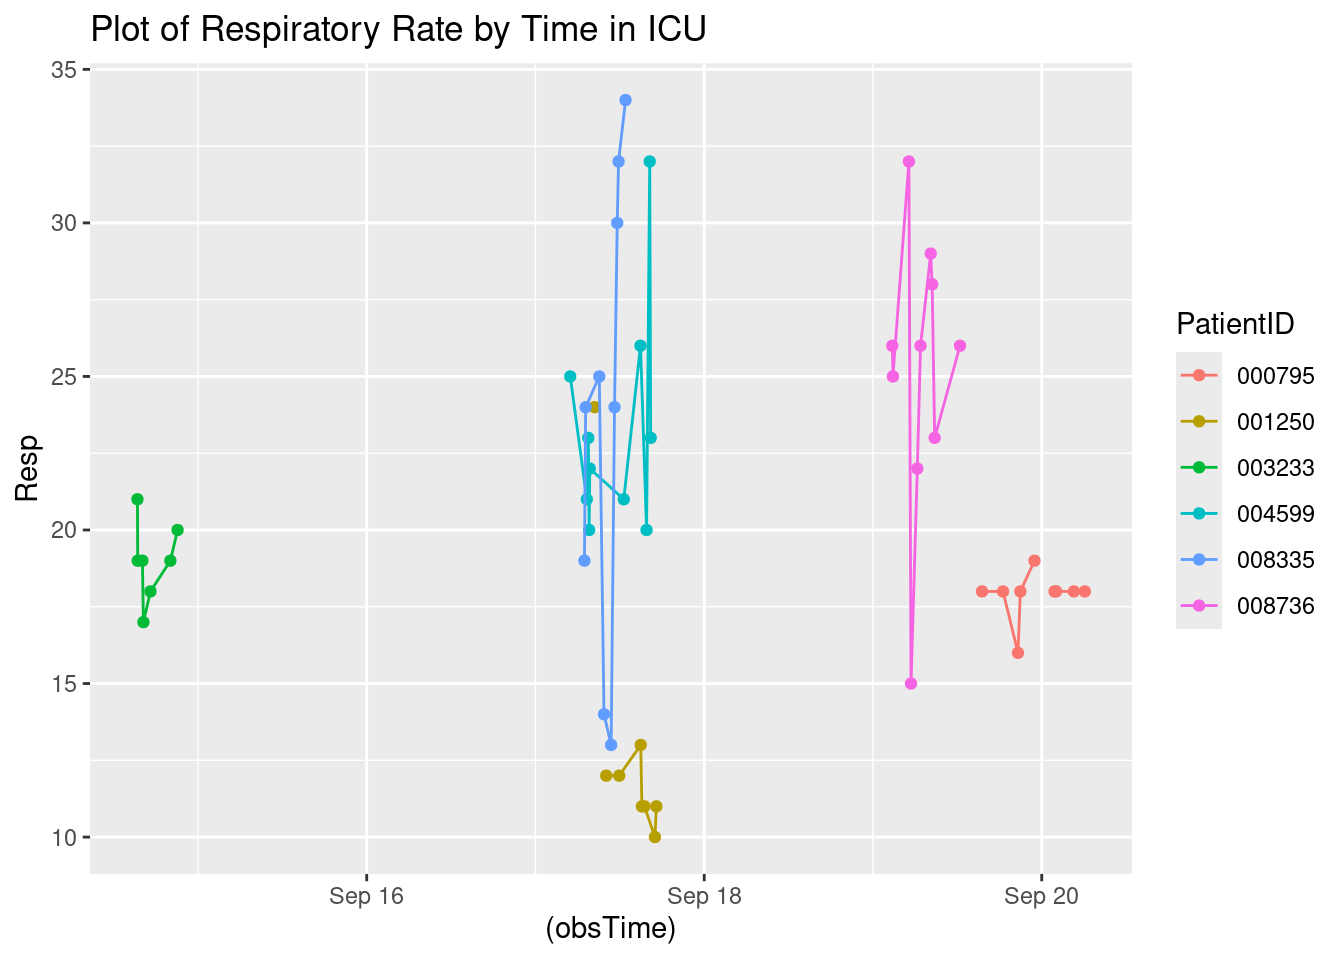 Plot of Respiratory Rate by Time in ICU
35
30
25
20
15
10
Resp
Sep 16
Sep 18
Sep 20
(obsTime)
PatientID
000795
001250
003233
004599
008335
008736